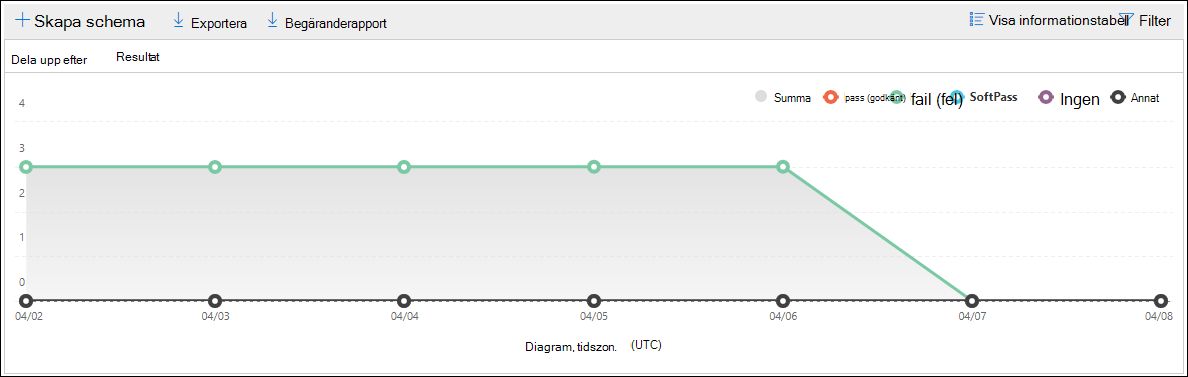 Skapa schema Exportera Begäranderapport Visa informationstabell Filter
Dela upp efter Resultat
Summa pass (godkänt) fail (fel) SoftPass Ingen Annat
4
3
2
1
0
04/02 04/03 04/04 04/05 04/06 04/07 04/08
Diagram, tidszon. (UTC)